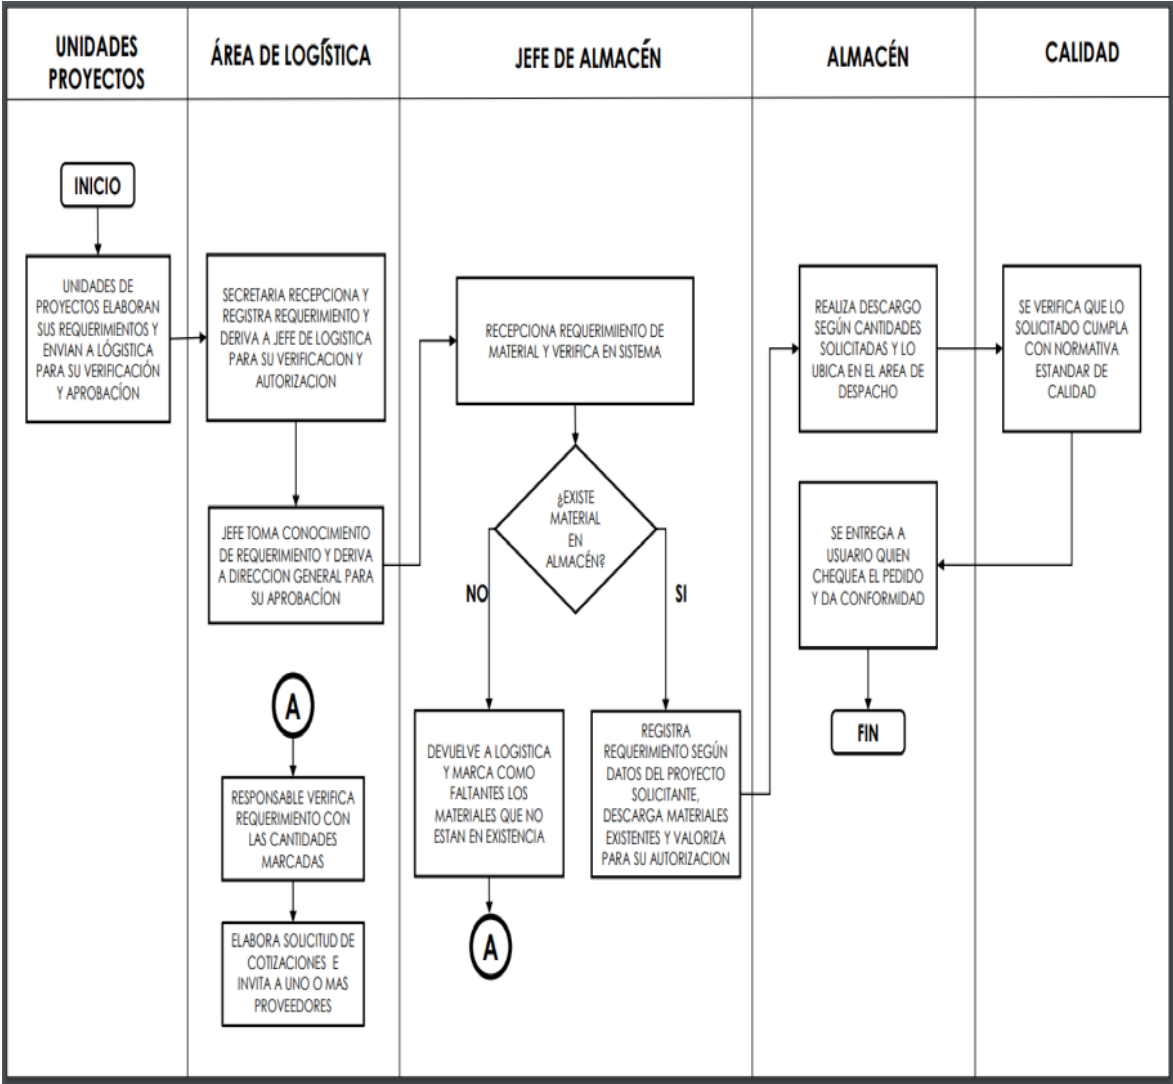 UNIDADES
PROYECTOS
ÁREA DE LOGÍSTICA
JEFE DE ALMACÉN
ALMACÉN
CALIDAD
INICIO
UNIDADES DE
PROYECTOS ELABORAN
SUS REQUERIMIENTOS Y
ENVIAN A LÓGISTICA
PARA SU VERIFICACIÓN
Y APROBACÍON
SECRETARIA RECEPCIONA Y
REGISTRA REQUERIMIENTO Y
DERIVA A JEFE DE LOGISTICA
PARA SU VERIFICACION Y
AUTORIZACION
JEFE TOMA CONOCIMIENTO
DE REQUERIMIENTO Y DERIVA
A DIRECCION GENERAL PARA
SU APROBACÍON
A
RESPONSABLE VERIFICA
REQUERIMIENTO CON
LAS CANTIDADES
MARCADAS
ELABORA SOLICITUD DE
COTIZACIONES E
INVITA A UNO O MAS
PROVEEDORES
RECEPCIONA REQUERIMIIENTO DE
MATERIAL Y VERIFICA EN SISTEMA
¿EXISTE
MATERIAL
EN
ALMACÉN?
NO
SI
DEVUELVE A LOGISTICA
Y MARCA COMO
FALTANTES LOS
MATERIALES QUE NO
ESTAN EN EXISTENCIA
A
REGISTRA
REQUERIMIENTO SEGÚN
DATOS DEL PROYECTO
SOLICITANTE,
DESCARGA MATERIALES
EXISTENTES Y VALORIZA
PARA SU AUTORIZACION
REALIZA DESCARGO
SEGÚN CANTIDADES
SOLICITADAS Y LO
UBICA EN EL AREA DE
DESPACHO
SE VERIFICA QUE LO
SOLICITADO CUMPLA
CON NORMATIVA
ESTANDAR DE
CALIDAD
SE ENTREGA A
USUARIO QUIEN
CHEQUEA EL PEDIDO
Y DA CONFORMIDAD
FIN